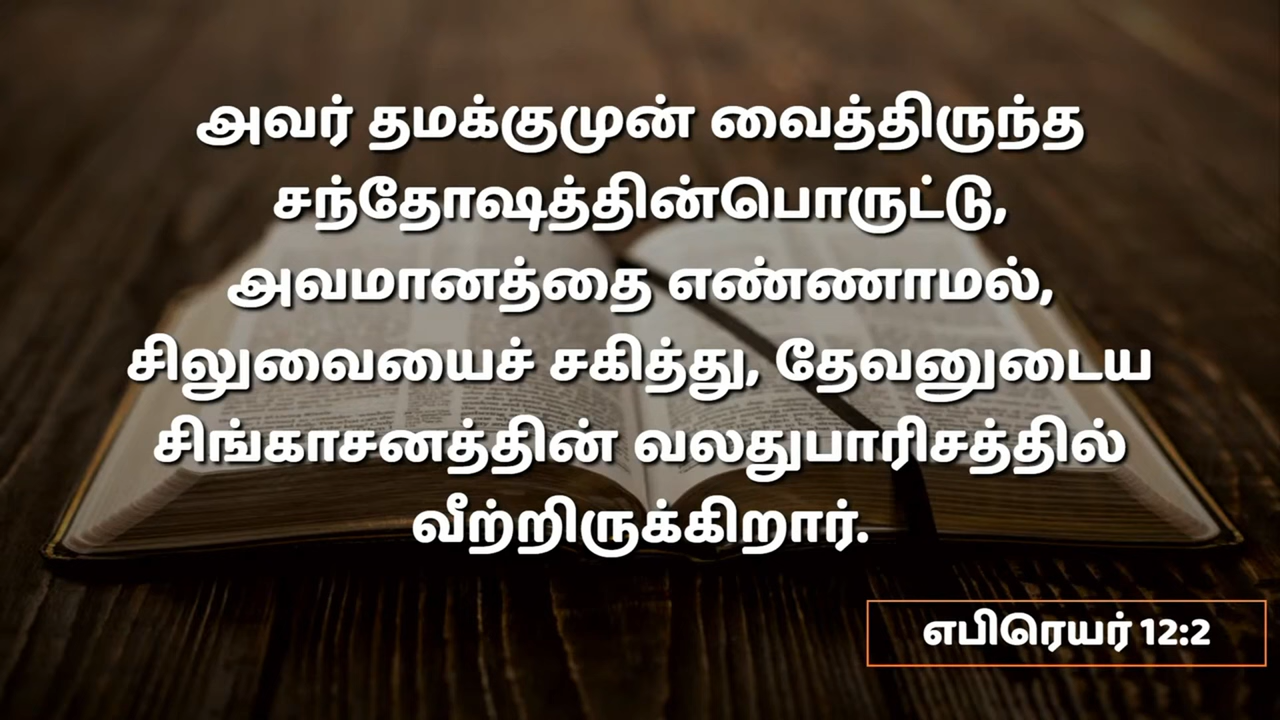 அவர் தமக்குமுன் வைத்திருந்த
சந்தோஷத்தின்பொருட்டு,
அவமானத்தை எண்ணாமல்,
சிலுவையைச் சகித்து, தேவனுடைய
சிங்காசனத்தின் வலதுபாரிசத்தில்
வீற்றிருக்கிறார்.
எபிரெயர் 12:2